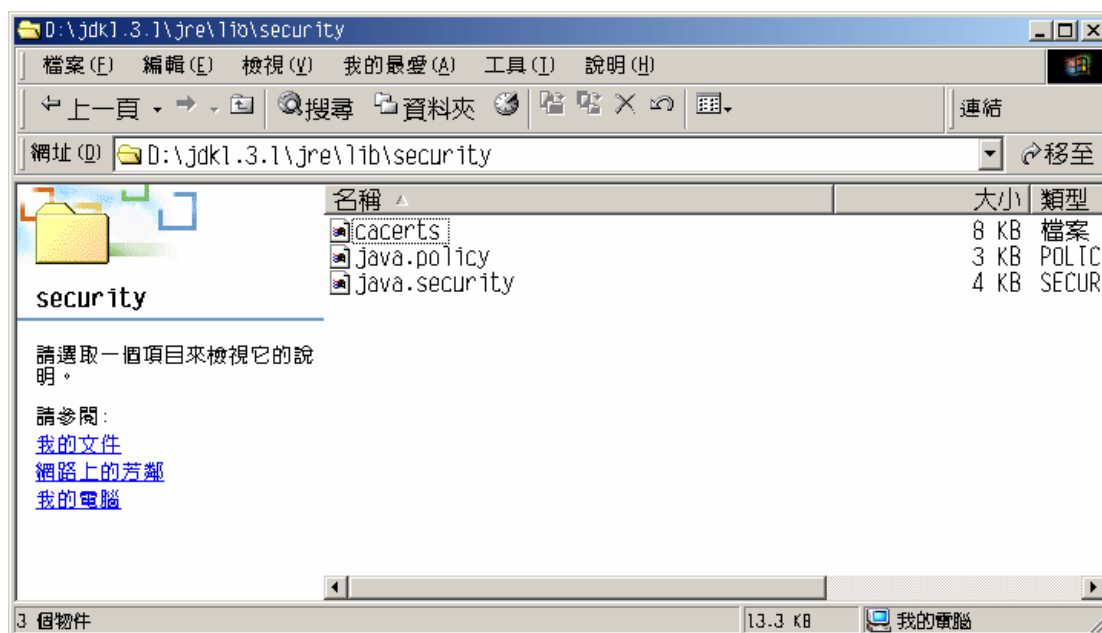 D:\jdk1.3.1\jre\lib\security
檔案(F) 編輯(E) 檢視(V) 我的最愛(A) 工具(T) 說明(H)
上一頁 搜尋 資料夾 連結
網址(D) D:\jdk1.3.1\jre\lib\security 移至
名稱 大小 類型
cacerts 8 KB 檔案
java.policy 3 KB POLIC
java.security 4 KB SECUR
security
請選取一個項目來檢視它的說
明。
請參閱:
我的文件
網路上的芳鄰
我的電腦
3 個物件 13.3 KB 我的電腦